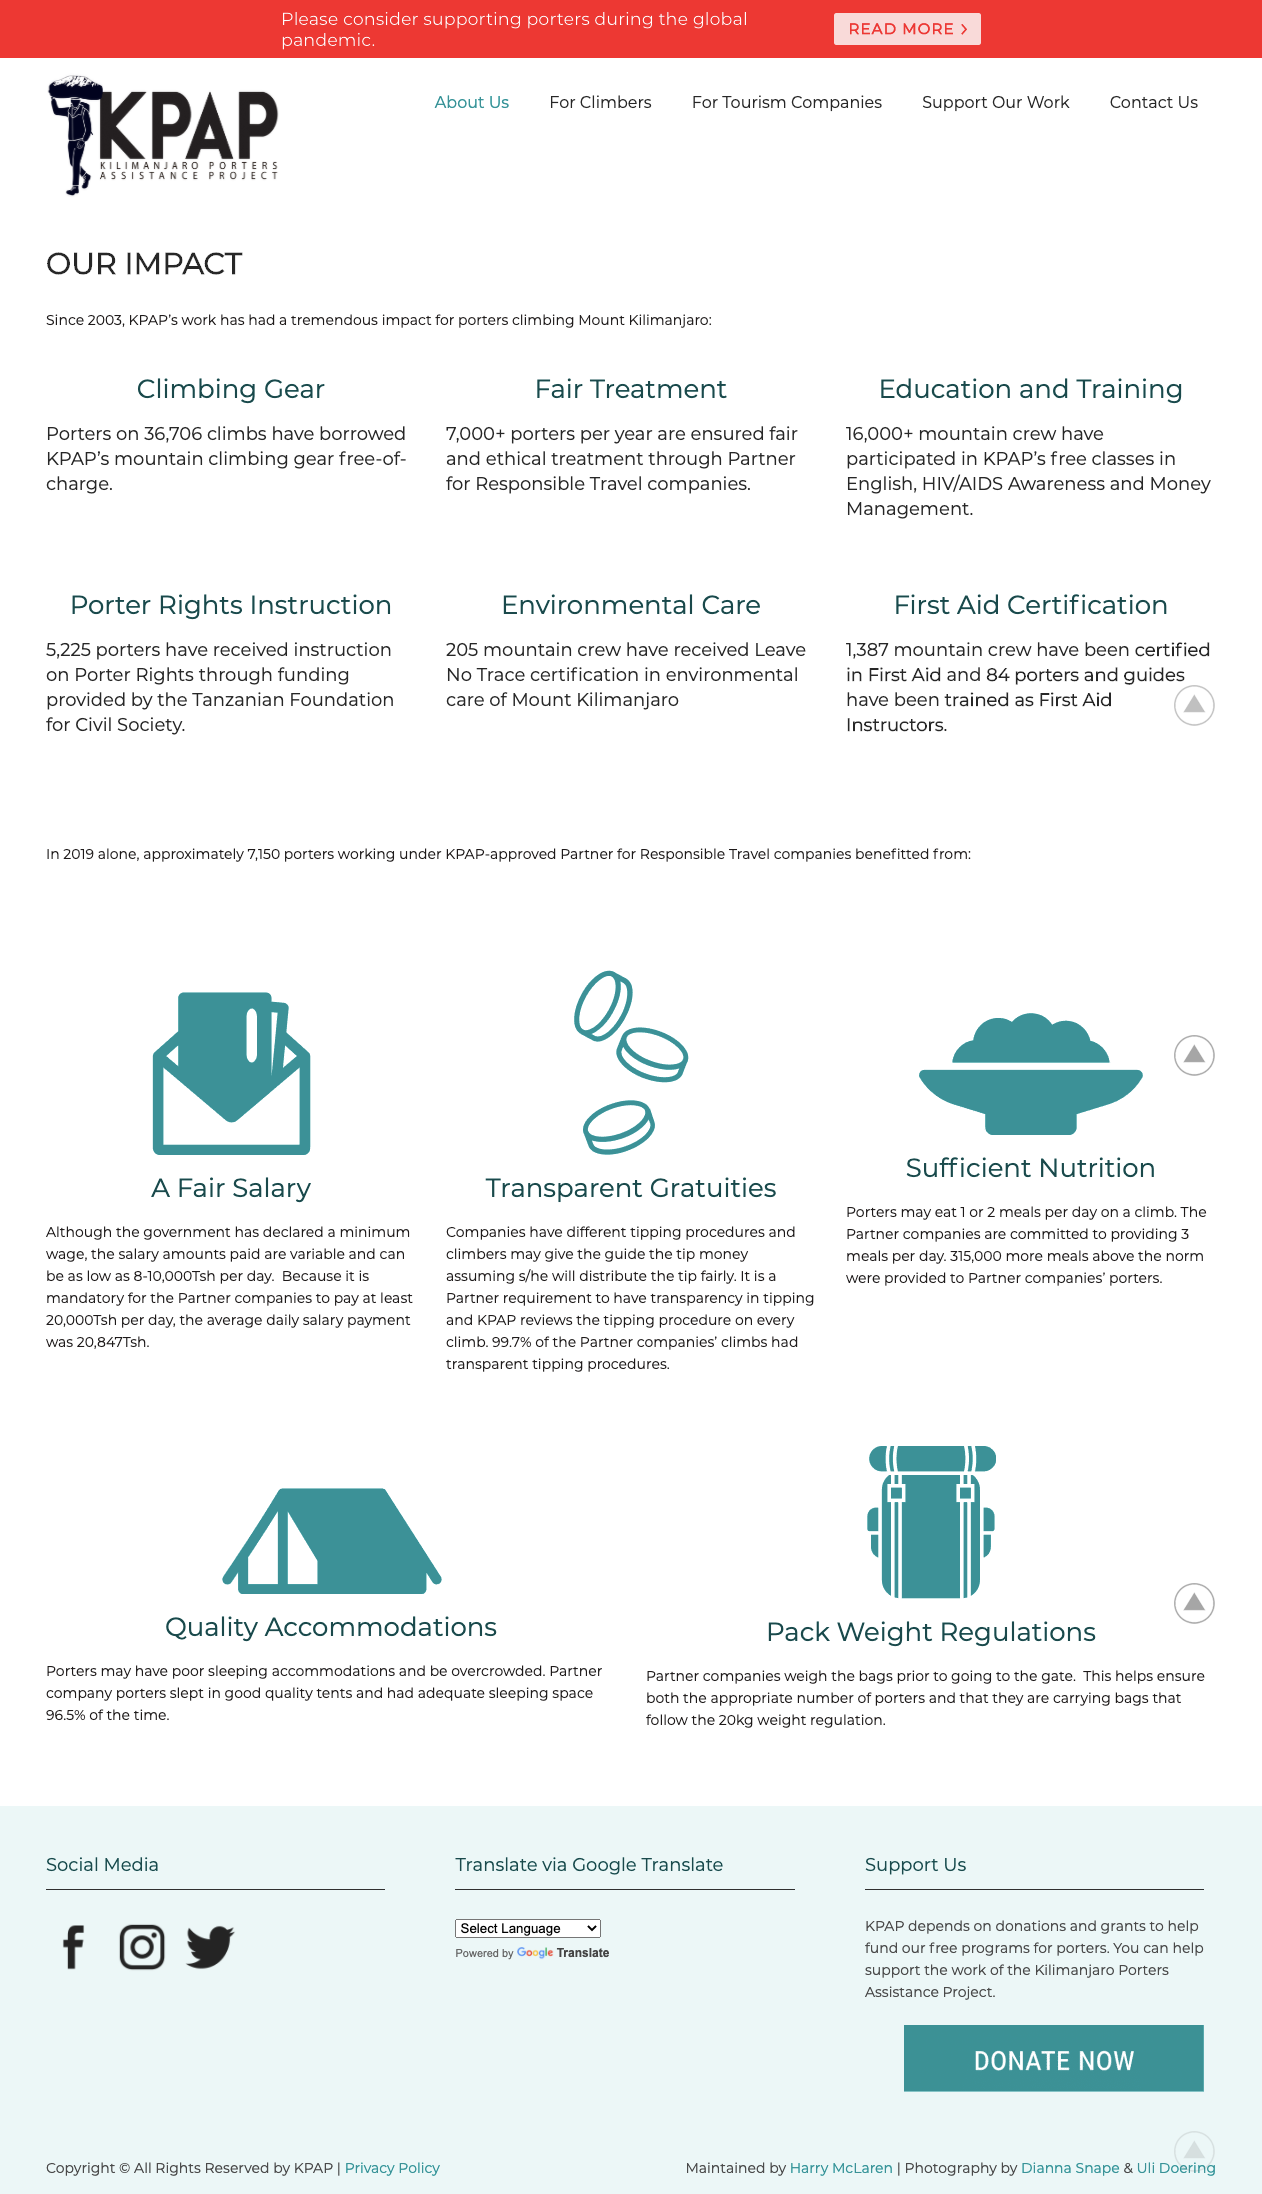 Please consider supporting porters during the global
pandemic.
READ MORE >
KPAP
KILIMANJARO PORTERS
ASSISTANCE PROJECT
About Us
For Climbers
For Tourism Companies
Support Our Work
Contact Us
OUR IMPACT
Since 2003, KPAP’s work has had a tremendous impact for porters climbing Mount Kilimanjaro:
Climbing Gear
Porters on 36,706 climbs have borrowed
KPAP’s mountain climbing gear free-of-
charge.
Fair Treatment
7,000+ porters per year are ensured fair
and ethical treatment through Partner
for Responsible Travel companies.
Education and Training
16,000+ mountain crew have
participated in KPAP’s free classes in
English, HIV/AIDS Awareness and Money
Management.
Porter Rights Instruction
5,225 porters have received instruction
on Porter Rights through funding
provided by the Tanzanian Foundation
for Civil Society.
Environmental Care
205 mountain crew have received Leave
No Trace certification in environmental
care of Mount Kilimanjaro
First Aid Certification
1,387 mountain crew have been certified
in First Aid and 84 porters and guides
have been trained as First Aid
Instructors.
In 2019 alone, approximately 7,150 porters working under KPAP-approved Partner for Responsible Travel companies benefitted from:
A Fair Salary
Although the government has declared a minimum
wage, the salary amounts paid are variable and can
be as low as 8-10,000Tsh per day.  Because it is
mandatory for the Partner companies to pay at least
20,000Tsh per day, the average daily salary payment
was 20,847Tsh.
Transparent Gratuities
Companies have different tipping procedures and
climbers may give the guide the tip money
assuming s/he will distribute the tip fairly. It is a
Partner requirement to have transparency in tipping
and KPAP reviews the tipping procedure on every
climb. 99.7% of the Partner companies’ climbs had
transparent tipping procedures.
Sufficient Nutrition
Porters may eat 1 or 2 meals per day on a climb. The
Partner companies are committed to providing 3
meals per day. 315,000 more meals above the norm
were provided to Partner companies’ porters.
Quality Accommodations
Porters may have poor sleeping accommodations and be overcrowded. Partner
company porters slept in good quality tents and had adequate sleeping space
96.5% of the time.
Pack Weight Regulations
Partner companies weigh the bags prior to going to the gate.  This helps ensure
both the appropriate number of porters and that they are carrying bags that
follow the 20kg weight regulation.
Social Media
Translate via Google Translate
Select Language
Powered by Google Translate
Support Us
KPAP depends on donations and grants to help
fund our free programs for porters. You can help
support the work of the Kilimanjaro Porters
Assistance Project.
DONATE NOW
Copyright © All Rights Reserved by KPAP | Privacy Policy
Maintained by Harry McLaren | Photography by Dianna Snape & Uli Doering